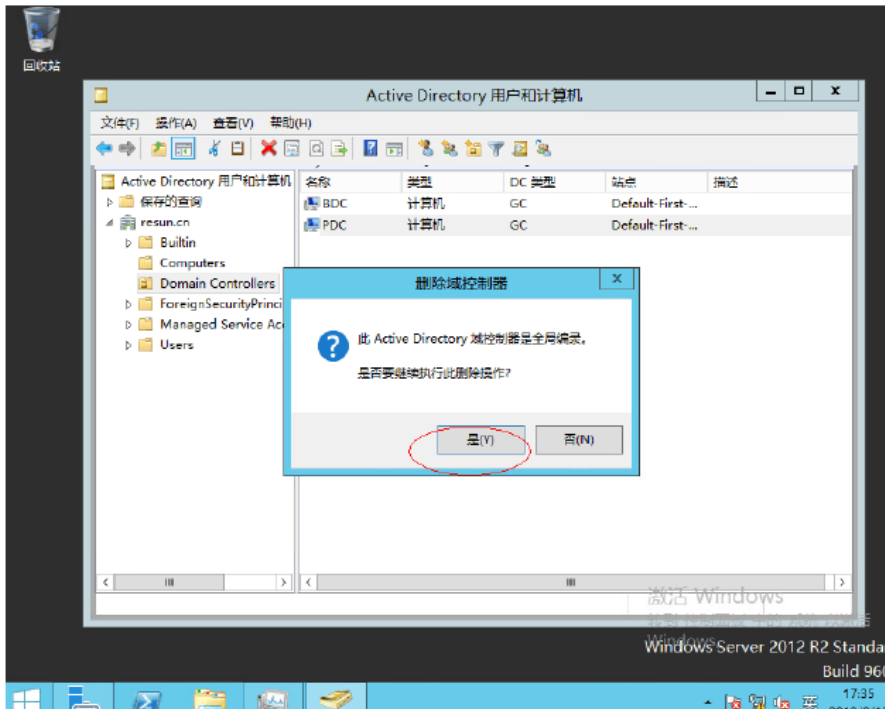 回收站
Active Directory 用户和计算机
文件(F) 操作(A) 查看(V) 帮助(H)
Active Directory 用户和计算机
保存的查询
resun.cn
Builtin
Computers
Domain Controllers
ForeignSecurityPrinci
Managed Service Acc
Users
名称 类型 DC 类型 站点 描述
BDC 计算机 GC Default-First-...
PDC 计算机 GC Default-First-...
删除域控制器
此 Active Directory 域控制器是全局编录。
是否要继续执行此删除操作?
是(Y) 否(N)
激活 Windows
Windows
Windows Server 2012 R2 Standa
Build 960
英
17:35